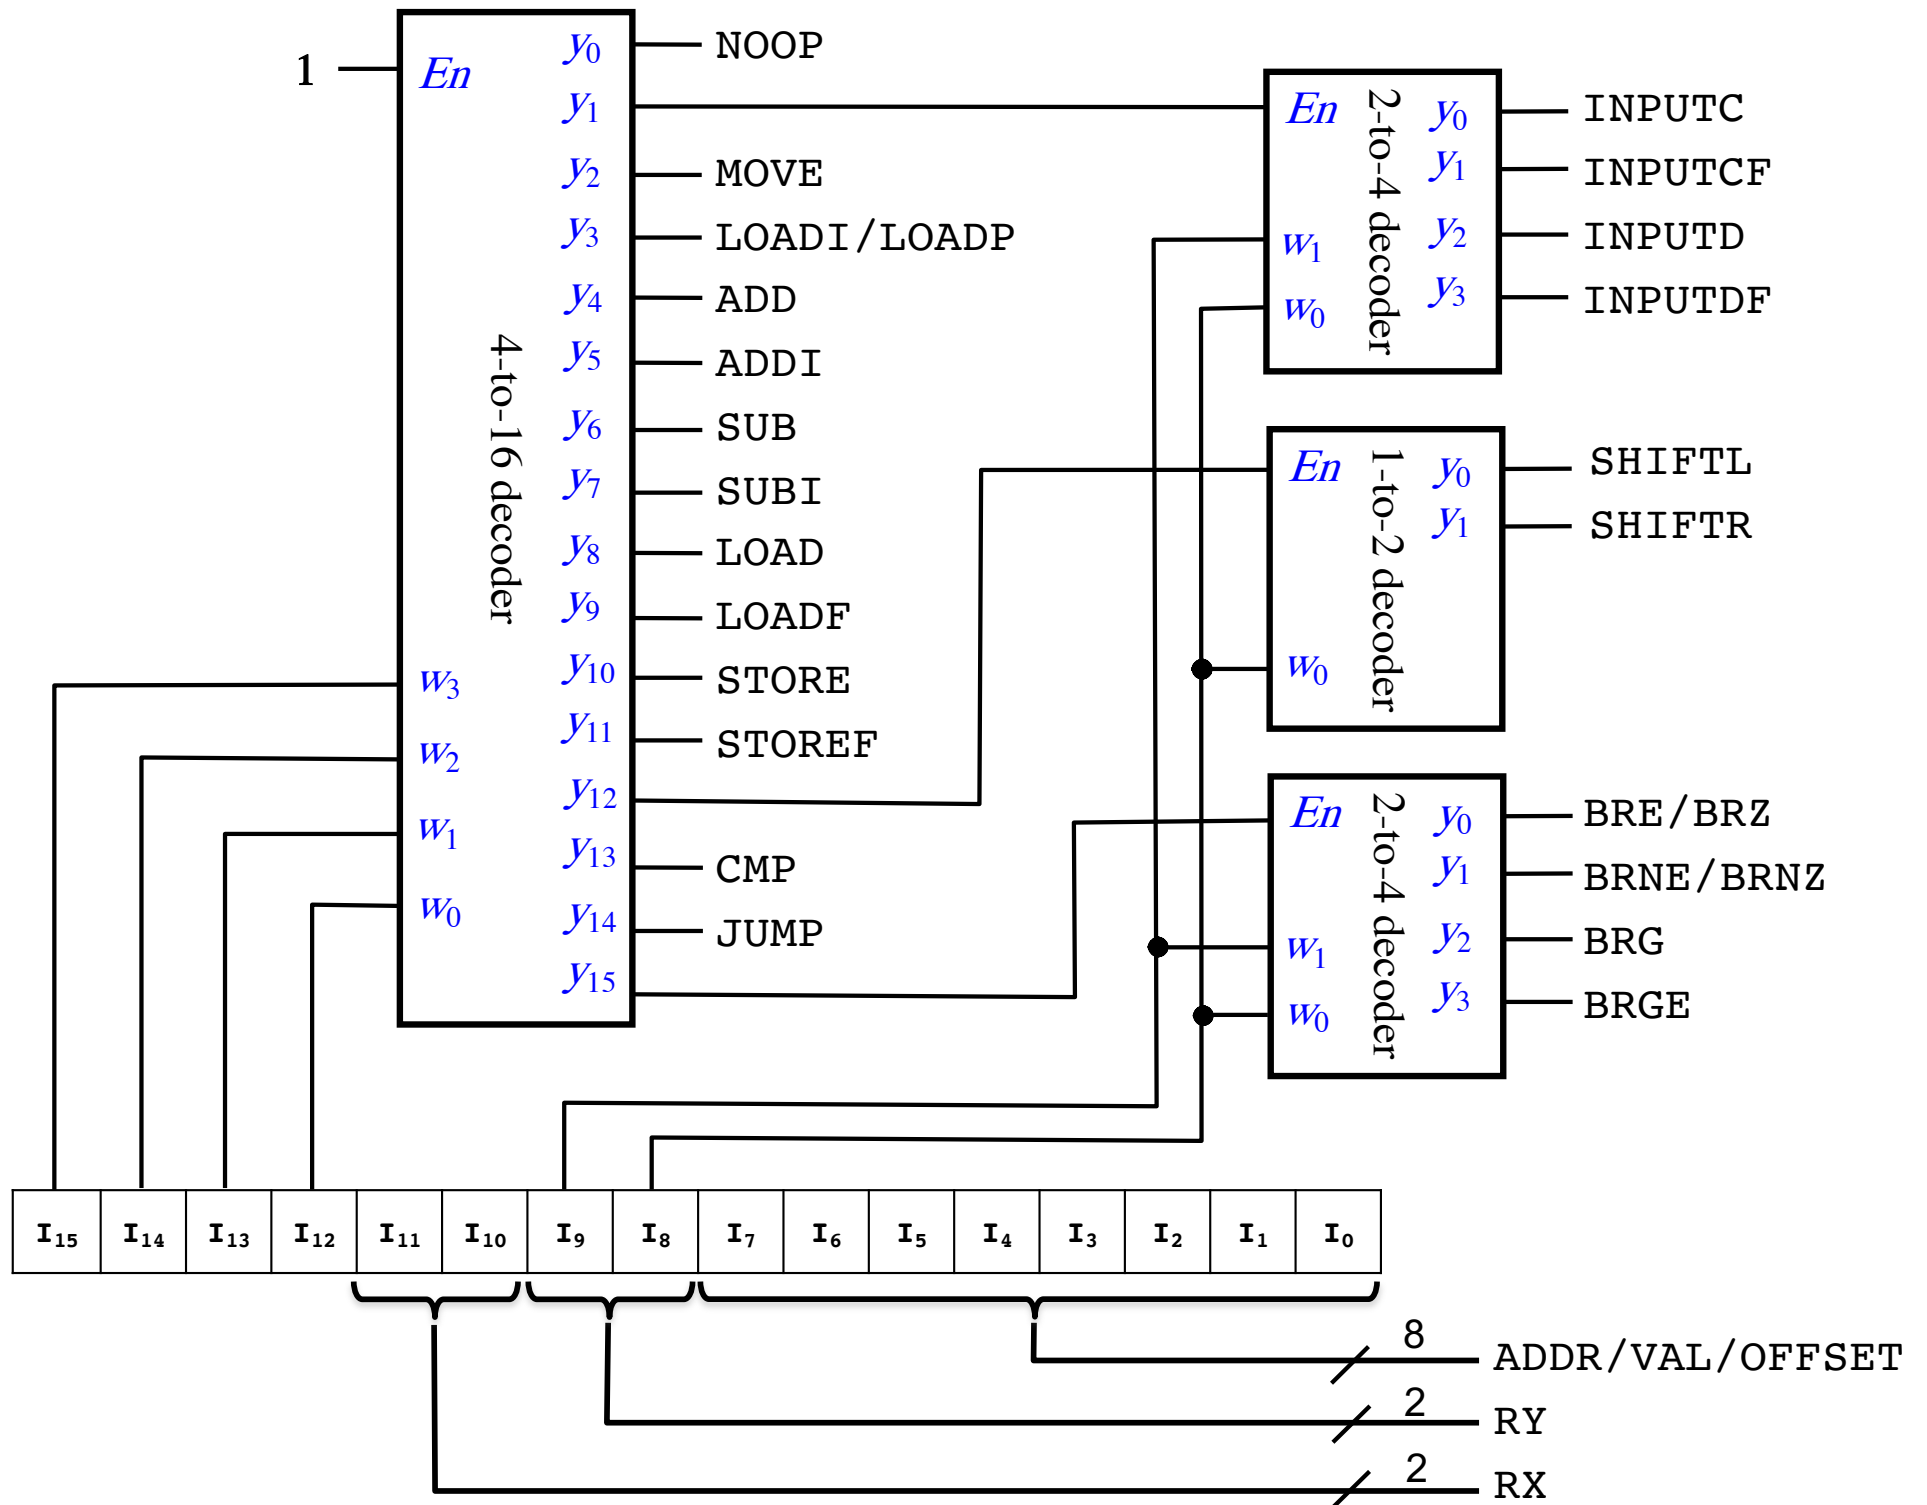 1
En
4-to-16 decoder
w3
w2
w1
w0
y0 NOOP
y1
y2 MOVE
y3 LOADI/LOADP
y4 ADD
y5 ADDI
y6 SUB
y7 SUBI
y8 LOAD
y9 LOADF
y10 STORE
y11 STOREF
y12
y13 CMP
y14 JUMP
y15
En
w1
w0
2-to-4 decoder
y0 INPUTC
y1 INPUTCF
y2 INPUTD
y3 INPUTDF
En
w0
1-to-2 decoder
y0 SHIFTL
y1 SHIFTR
En
w1
w0
2-to-4 decoder
y0 BRE/BRZ
y1 BRNE/BRNZ
y2 BRG
y3 BRGE
I15 I14 I13 I12 I11 I10 I9 I8 I7 I6 I5 I4 I3 I2 I1 I0
8 ADDR/VAL/OFFSET
2 RY
2 RX